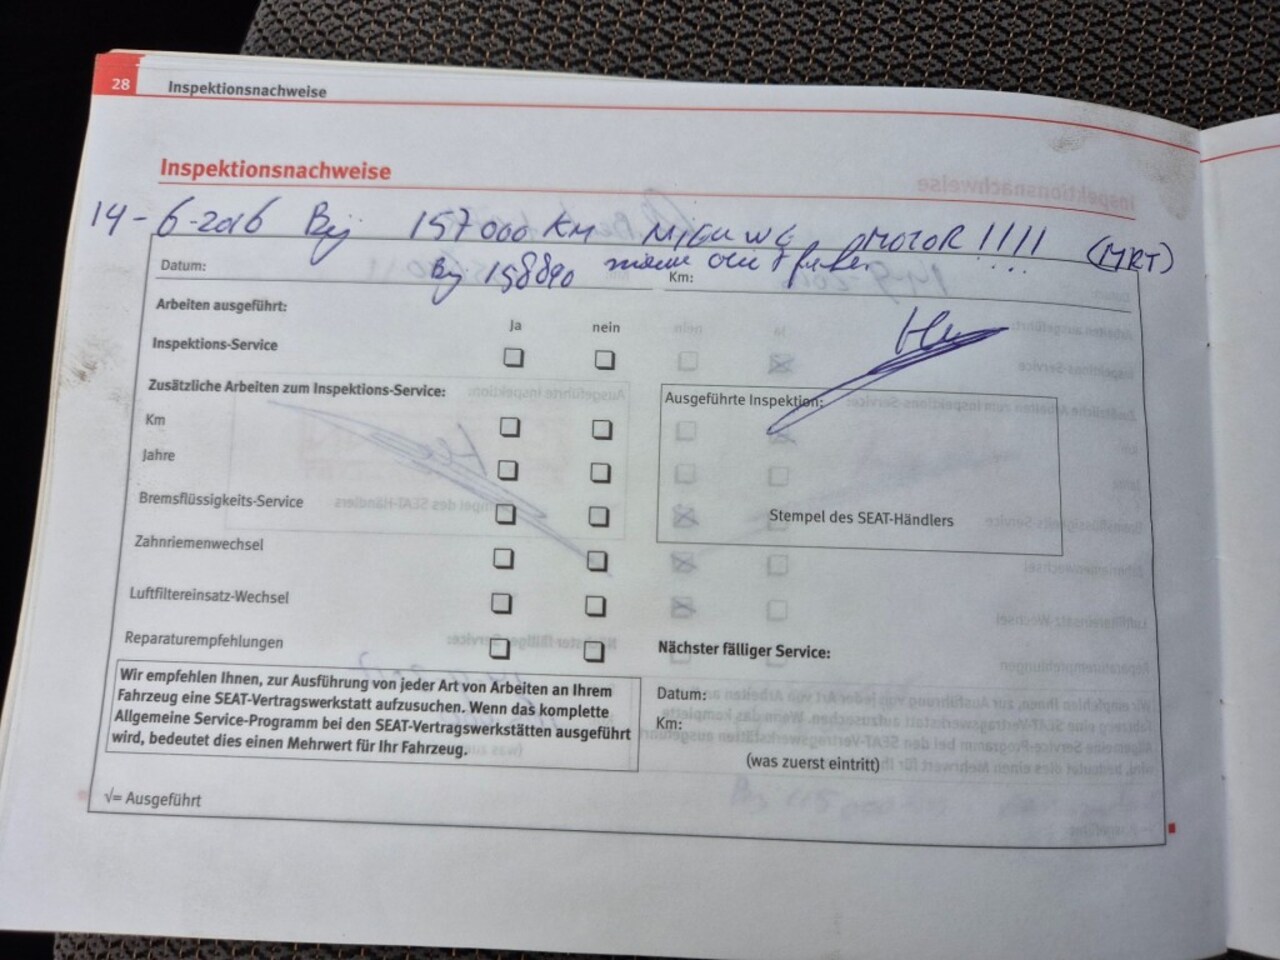 28 Inspektionsnachweise
Inspektionsnachweise
14-6-2016 Bij 157000 KM NIEUWE MOTOR !!!! (MRT)
Datum: Bij 158890 nieuwe olie + filter Km:
Arbeiten ausgeführt:
Ja nein
Inspektions-Service
Zusätzliche Arbeiten zum Inspektions-Service:
Km
Jahre
Bremsflüssigkeits-Service
Zahnriemenwechsel
Luftfiltereinsatz-Wechsel
Reparaturempfehlungen
Ausgeführte Inspektion:
Stempel des SEAT-Händlers
Wir empfehlen Ihnen, zur Ausführung von jeder Art von Arbeiten an Ihrem
Fahrzeug eine SEAT-Vertragswerkstatt aufzusuchen. Wenn das komplette
Allgemeine Service-Programm bei den SEAT-Vertragswerkstätten ausgeführt
wird, bedeutet dies einen Mehrwert für Ihr Fahrzeug.
Nächster fälliger Service:
Datum:
Km:
(was zuerst eintritt)
√= Ausgeführt